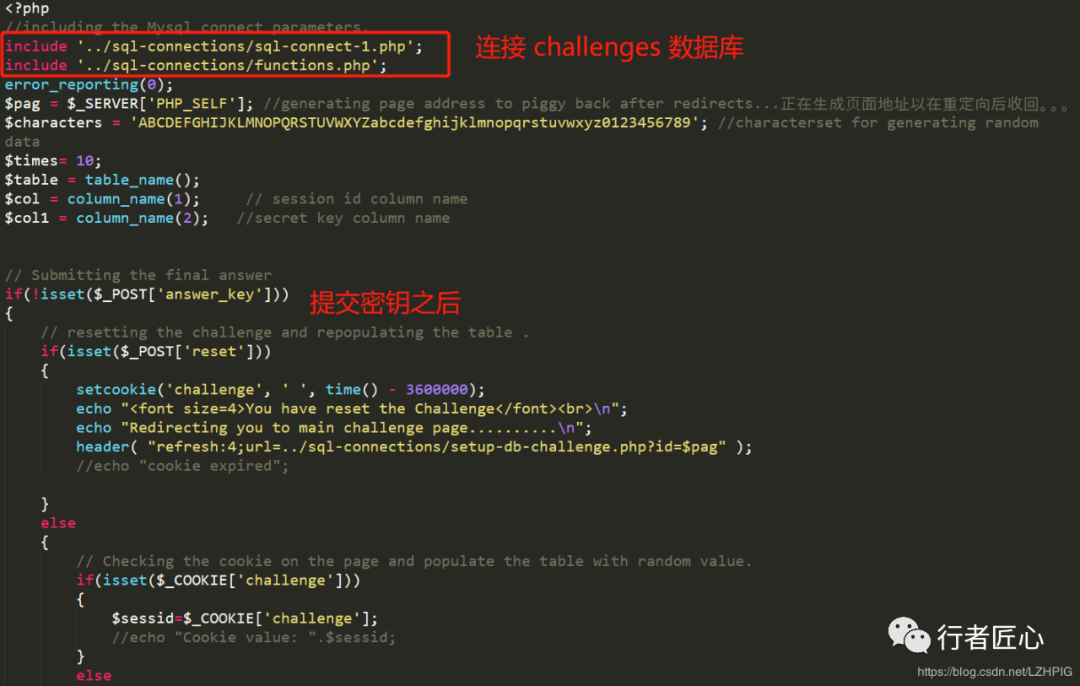 <?php
//including the Mysql connect parameters.
include '../sql-connections/sql-connect-1.php';
include '../sql-connections/functions.php';
连接 challenges 数据库
error_reporting(0);
$pag = $_SERVER['PHP_SELF']; //generating page address to piggy back after redirects...正在生成页面地址以在重定向后收回。。。
$characters = 'ABCDEFGHIJKLMNOPQRSTUVWXYZabcdefghijklmnopqrstuvwxyz0123456789'; //characterset for generating random
data
$times= 10;
$table = table_name();
$col = column_name(1);     // session id column name
$col1 = column_name(2);   //secret key column name
// Submitting the final answer
if(!isset($_POST['answer_key']))
提交密钥之后
{
    // resetting the challenge and repopulating the table .
    if(isset($_POST['reset']))
    {
        setcookie('challenge', ' ', time() - 3600000);
        echo "<font size=4>You have reset the Challenge</font><br>\n";
        echo "Redirecting you to main challenge page..........\n";
        header( "refresh:4;url=../sql-connections/setup-db-challenge.php?id=$pag" );
        //echo "cookie expired";
    }
    else
    {
        // Checking the cookie on the page and populate the table with random value.
        if(isset($_COOKIE['challenge']))
        {
            $sessid=$_COOKIE['challenge'];
            //echo "Cookie value: ".$sessid;
        }
        else
行者匠心
https://blog.csdn.net/LZHPIG